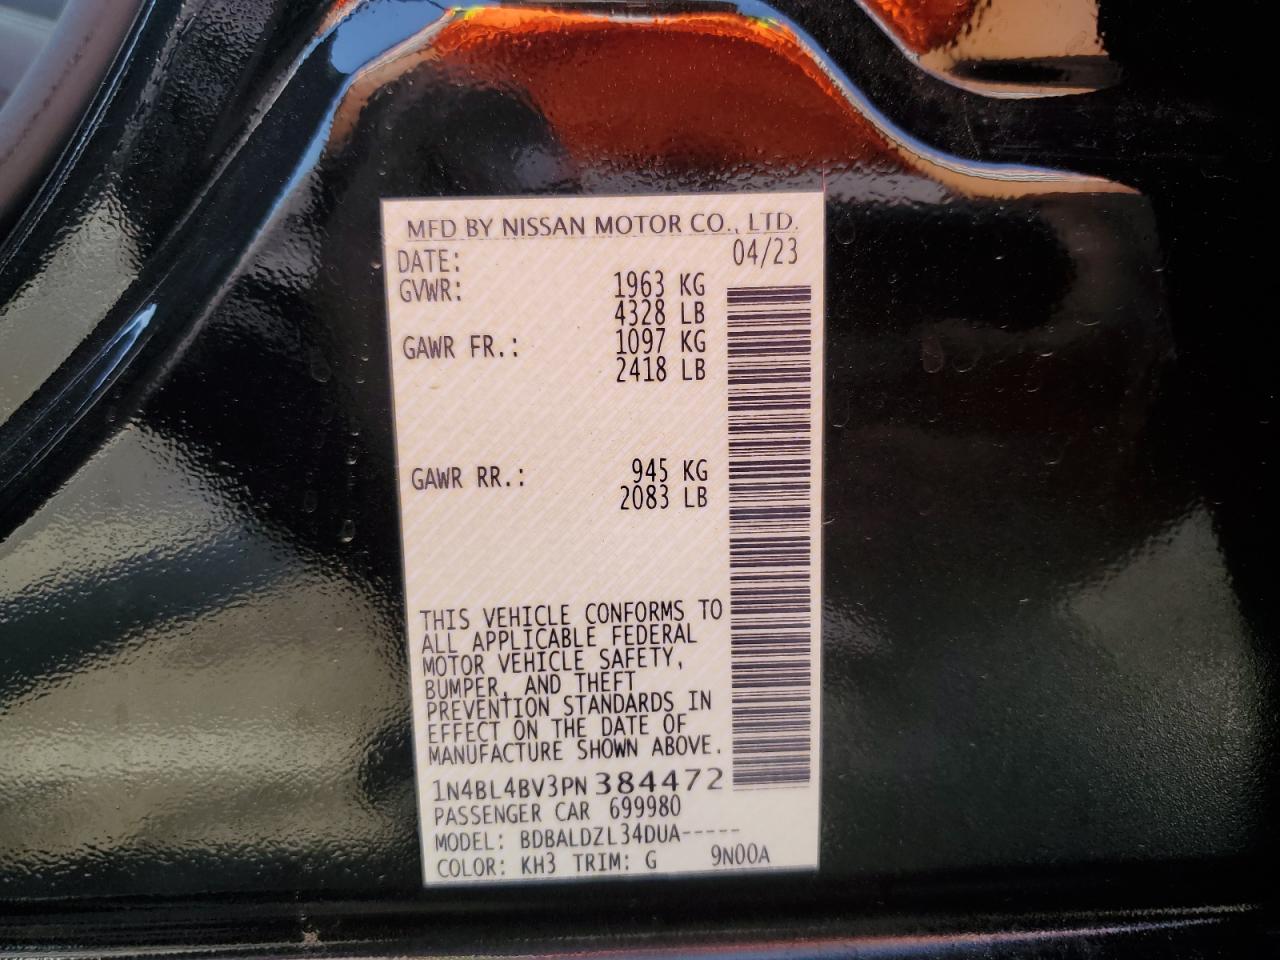 MFD BY NISSAN MOTOR CO., LTD.
DATE: 04/23
GVWR: 1963 KG
4328 LB
GAWR FR.: 1097 KG
2418 LB
GAWR RR.: 945 KG
2083 LB
THIS VEHICLE CONFORMS TO
ALL APPLICABLE FEDERAL
MOTOR VEHICLE SAFETY,
BUMPER, AND THEFT
PREVENTION STANDARDS IN
EFFECT ON THE DATE OF
MANUFACTURE SHOWN ABOVE.
1N4BL4BV3PN384472
PASSENGER CAR 699980
MODEL: BDBALDZL34DUA-----
COLOR: KH3 TRIM: G 9N00A